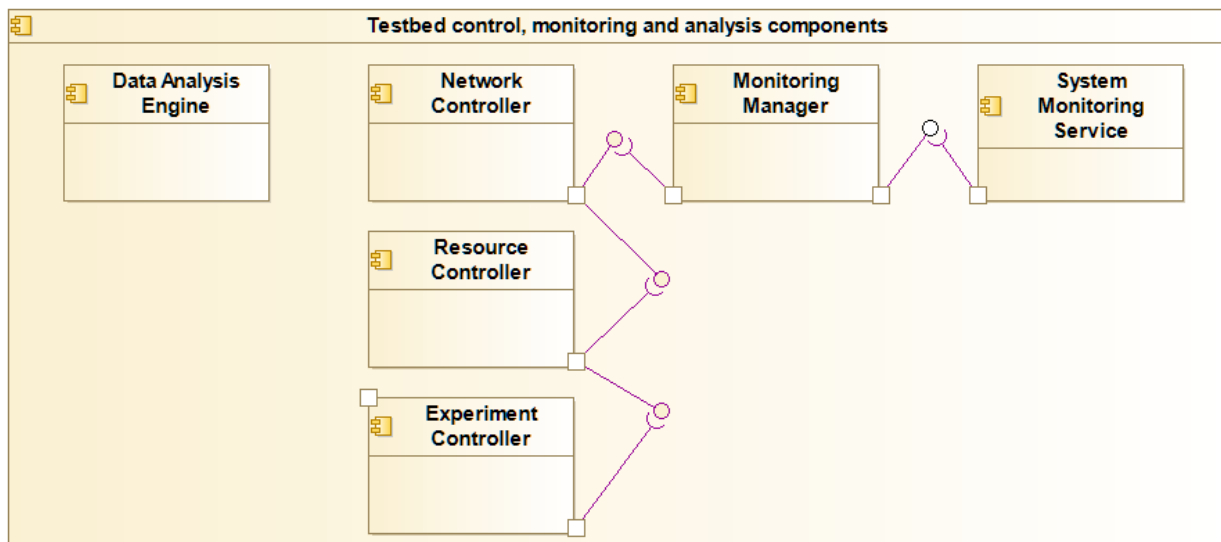 Testbed control, monitoring and analysis components
Data Analysis
Engine
Network
Controller
Monitoring
Manager
System
Monitoring
Service
Resource
Controller
Experiment
Controller